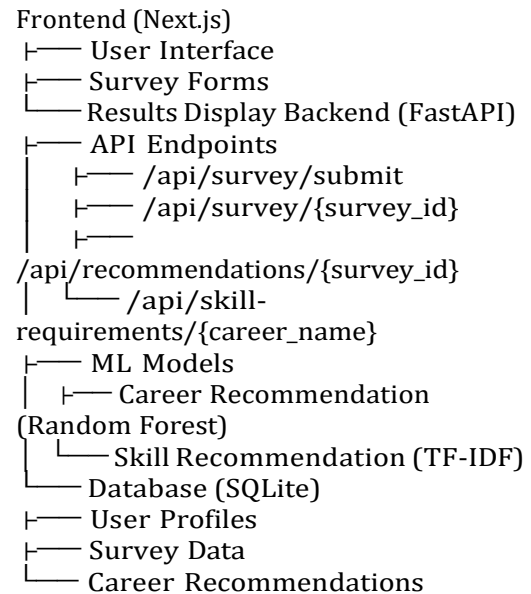 Frontend (Next.js)
├── User Interface
├── Survey Forms
└── Results Display Backend (FastAPI)
├── API Endpoints
│ ├── /api/survey/submit
│ ├── /api/survey/{survey_id}
│ ├──
/api/recommendations/{survey_id}
│ └── /api/skill-
requirements/{career_name}
├── ML Models
│ ├── Career Recommendation
(Random Forest)
│ └── Skill Recommendation (TF-IDF)
└── Database (SQLite)
├── User Profiles
├── Survey Data
└── Career Recommendations